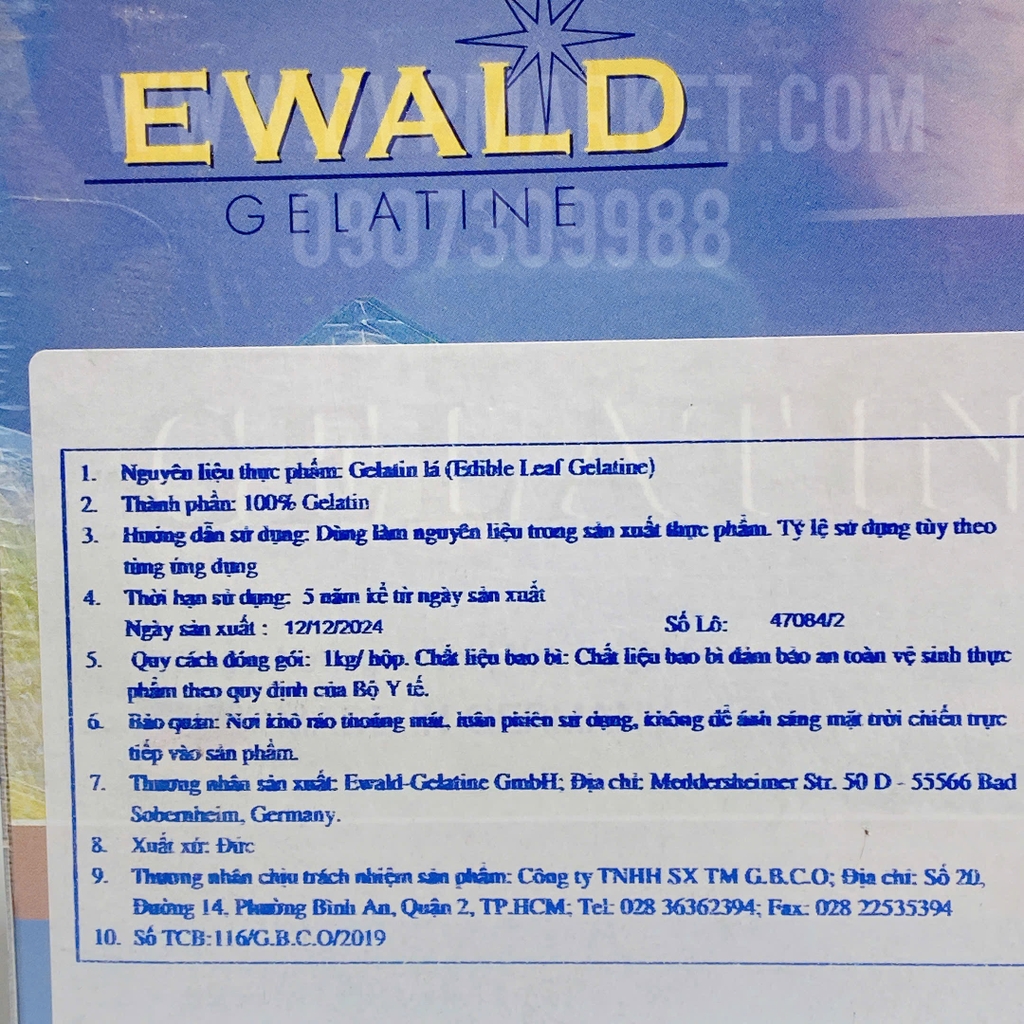 EWALD
GELATINE
0907309988
1. Nguyên liệu thực phẩm: Gelatin lá (Edible Leaf Gelatine)
2. Thành phần: 100% Gelatin
3. Hướng dẫn sử dụng: Dùng làm nguyên liệu trong sản xuất thực phẩm. Tỷ lệ sử dụng tùy theo
từng ứng dụng
4. Thời hạn sử dụng: 5 năm kể từ ngày sản xuất
Ngày sản xuất : 12/12/2024 Số Lô: 47084/2
5. Quy cách đóng gói: 1kg/ hộp. Chất liệu bao bì: Chất liệu bao bì đảm bảo an toàn vệ sinh thực
phẩm theo quy định của Bộ Y tế.
6. Bảo quản: Nơi khô ráo thoáng mát, luân phiên sử dụng, không để ánh sáng mặt trời chiếu trực
tiếp vào sản phẩm.
7. Thương nhân sản xuất: Ewald-Gelatine GmbH; Địa chỉ: Meddersheimer Str. 50 D - 55566 Bad
Sobernheim, Germany.
8. Xuất xứ: Đức
9. Thương nhân chịu trách nhiệm sản phẩm: Công ty TNHH SX TM G.B.C.O; Địa chỉ: Số 20,
Đường 14, Phường Bình An, Quận 2, TP.HCM; Tel: 028 36362394; Fax: 028 22535394
10. Số TCB:116/G.B.C.O/2019